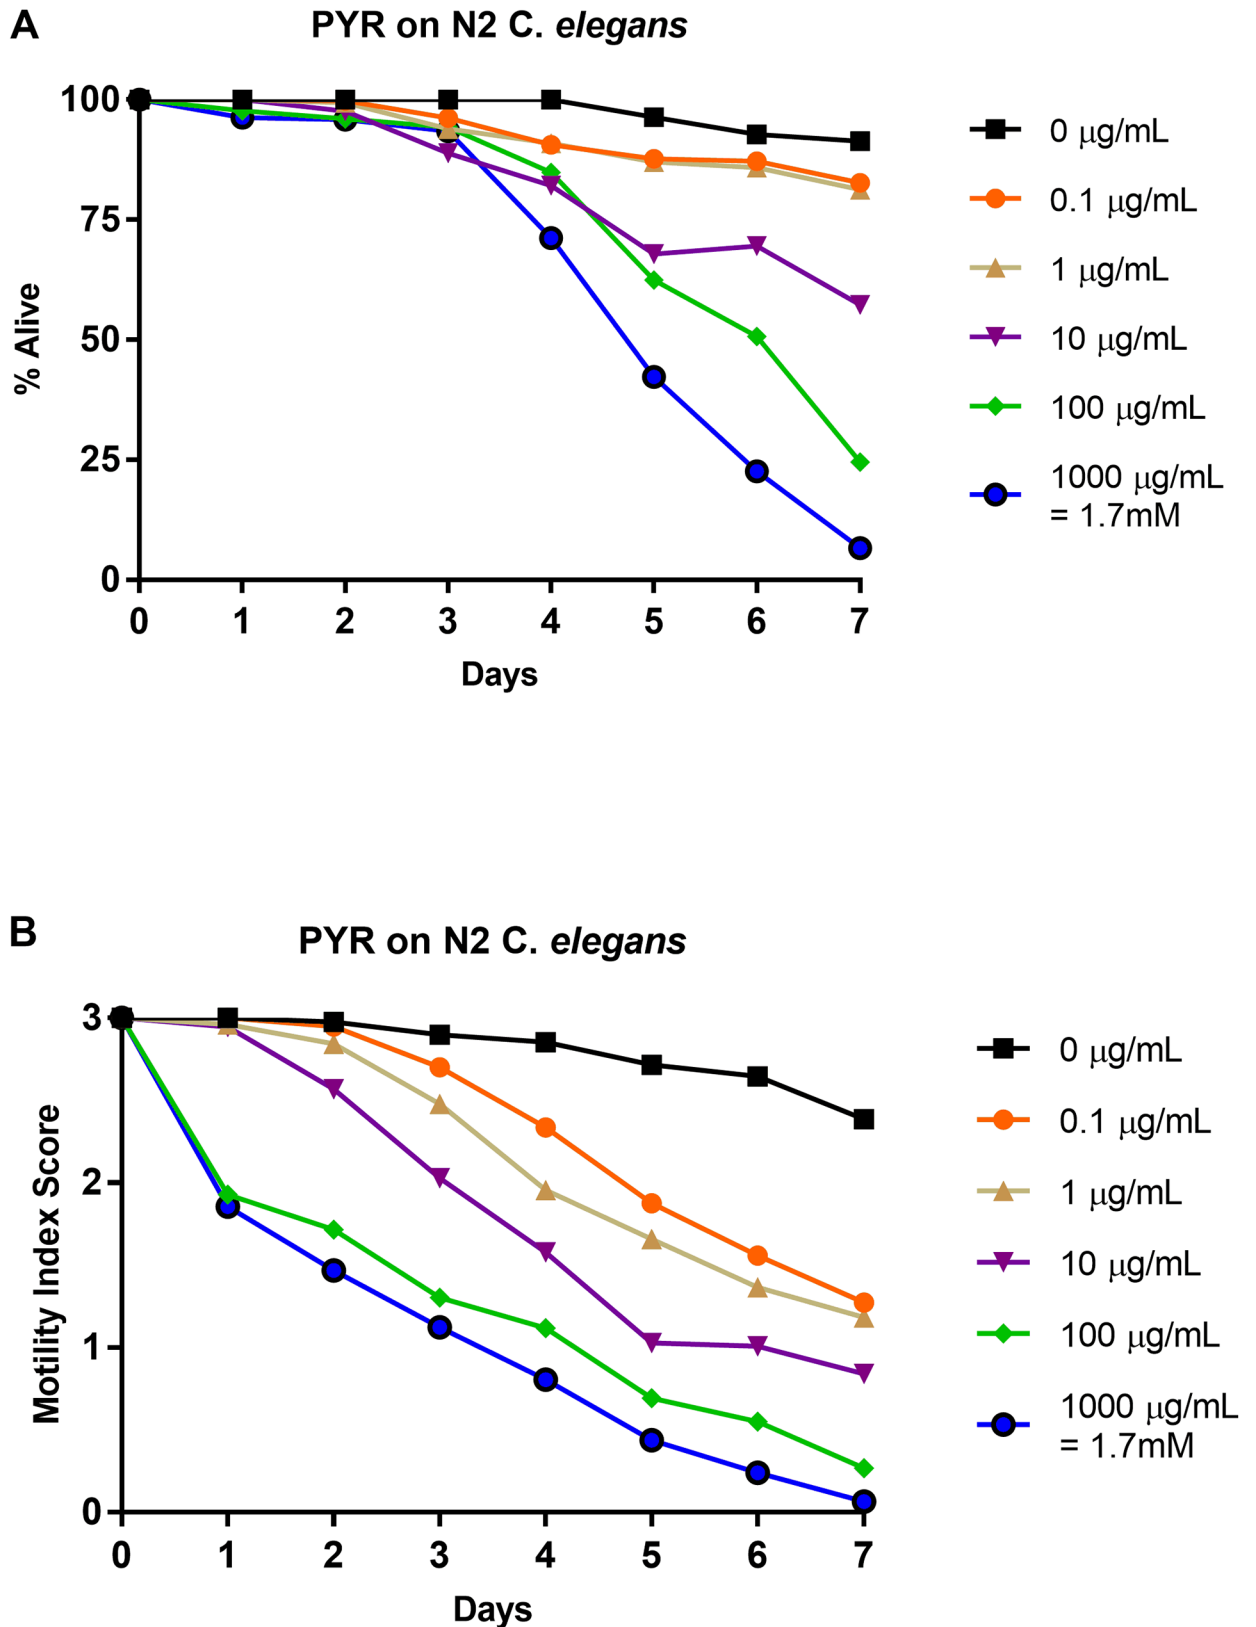 A
PYR on N2 C. elegans
100
75
50
25
0
% Alive
0 1 2 3 4 5 6 7
Days
0 μg/mL
0.1 μg/mL
1 μg/mL
10 μg/mL
100 μg/mL
1000 μg/mL
= 1.7mM
B
PYR on N2 C. elegans
3
2
1
0
Motility Index Score
0 1 2 3 4 5 6 7
Days
0 μg/mL
0.1 μg/mL
1 μg/mL
10 μg/mL
100 μg/mL
1000 μg/mL
= 1.7mM